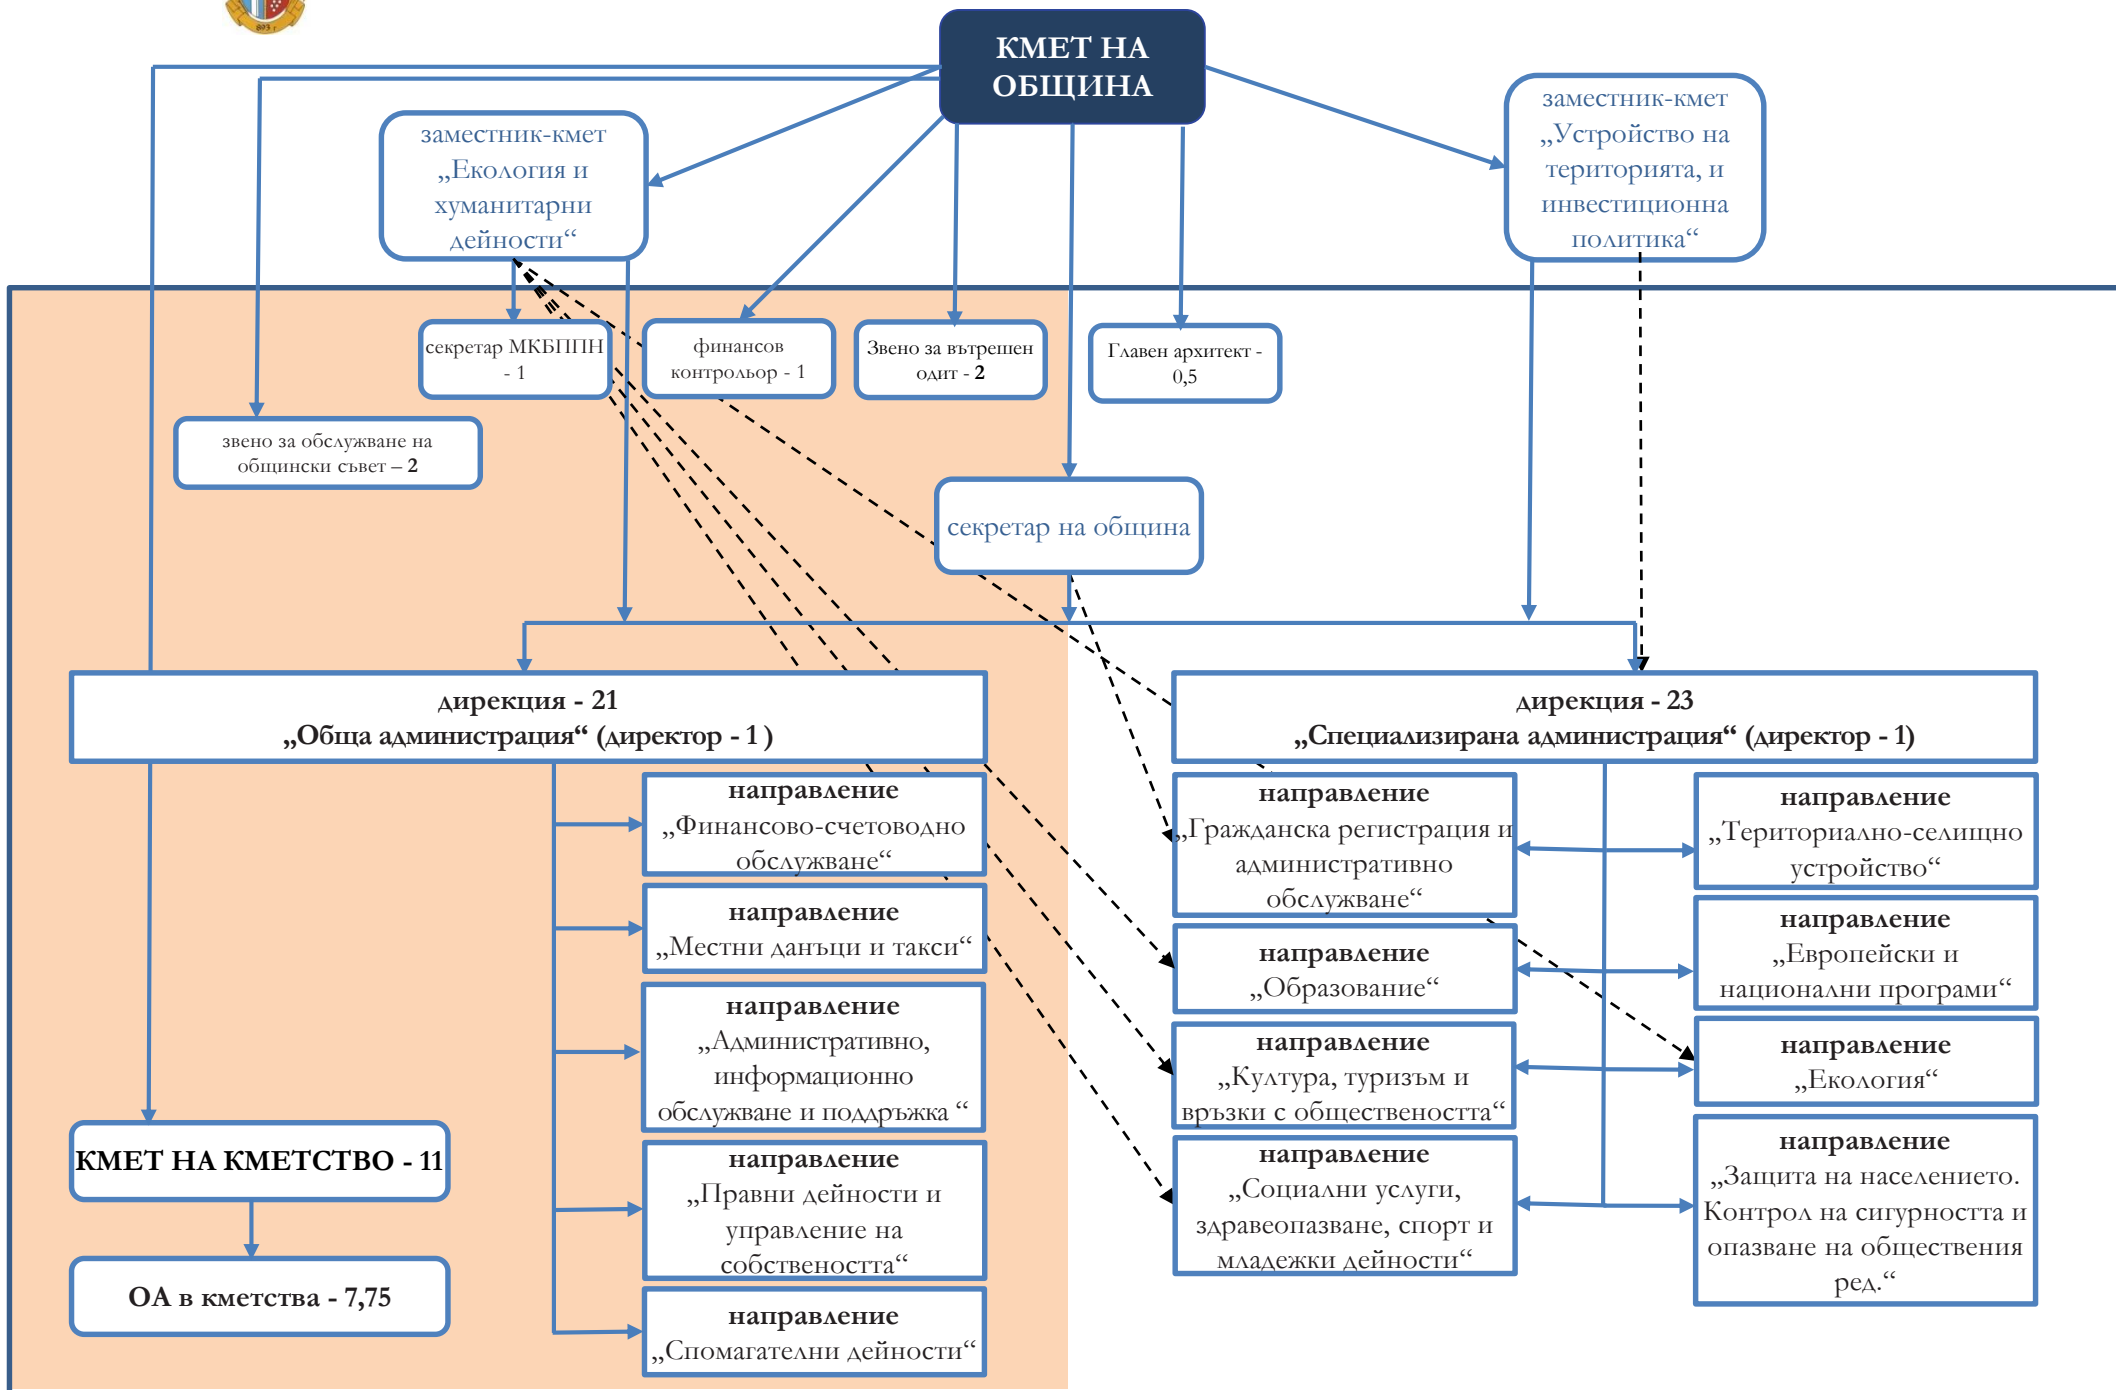 893 г
КМЕТ НА
ОБЩИНА
заместник-кмет
„Екология и
хуманитарни
дейности“
заместник-кмет
„Устройство на
територията, и
инвестиционна
политика“
секретар МКБППН
- 1
финансов
контрольор - 1
Звено за вътрешен
одит - 2
Главен архитект -
0,5
звено за обслужване на
общински съвет – 2
секретар на община
дирекция - 21
„Обща администрация“ (директор - 1 )
направление
„Финансово-счетоводно
обслужване“
направление
„Местни данъци и такси“
направление
„Административно,
информационно
обслужване и поддръжка “
направление
„Правни дейности и
управление на
собствеността“
направление
„Спомагателни дейности“
КМЕТ НА КМЕТСТВО - 11
ОА в кметства - 7,75
дирекция - 23
„Специализирана администрация“ (директор - 1)
направление
„Гражданска регистрация и
административно
обслужване“
направление
„Образование“
направление
„Култура, туризъм и
връзки с обществеността“
направление
„Социални услуги,
здравеопазване, спорт и
младежки дейности“
направление
„Териториално-селищно
устройство“
направление
„Европейски и
национални програми“
направление
„Екология“
направление
„Защита на населението.
Контрол на сигурността и
опазване на обществения
ред.“